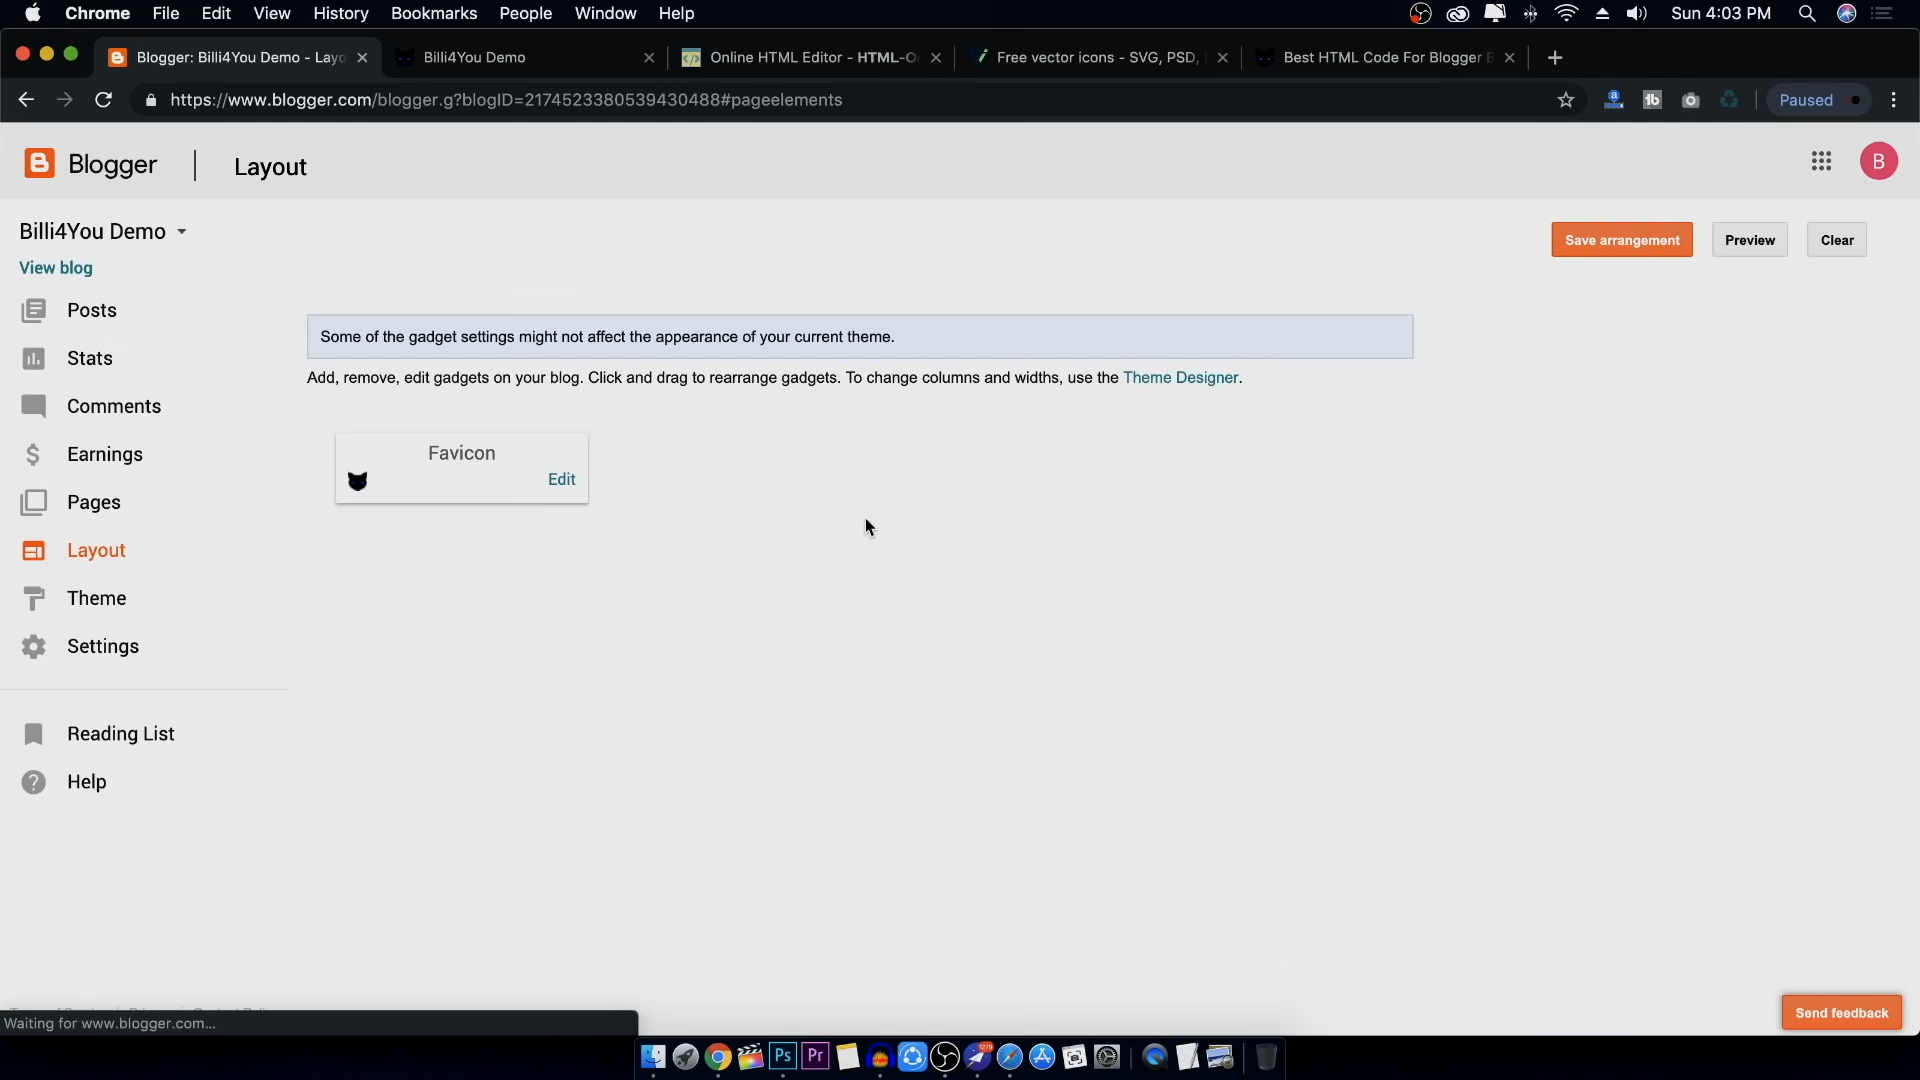 Chrome File Edit View History Bookmarks People Window Help
Sun 4:03 PM
Blogger: Billi4You Demo - Layo
Billi4You Demo
Online HTML Editor - HTML-O
Free vector icons - SVG, PSD,
Best HTML Code For Blogger
https://www.blogger.com/blogger.g?blogID=2174523380539430488#pageelements
Paused
Blogger
Layout
B
Billi4You Demo
Save arrangement
Preview
Clear
View blog
Posts
Some of the gadget settings might not affect the appearance of your current theme.
Stats
Add, remove, edit gadgets on your blog. Click and drag to rearrange gadgets. To change columns and widths, use the Theme Designer.
Comments
Favicon
Earnings
Edit
Pages
Layout
Theme
Settings
Reading List
Help
Send feedback
Waiting for www.blogger.com...
Ps
Pr